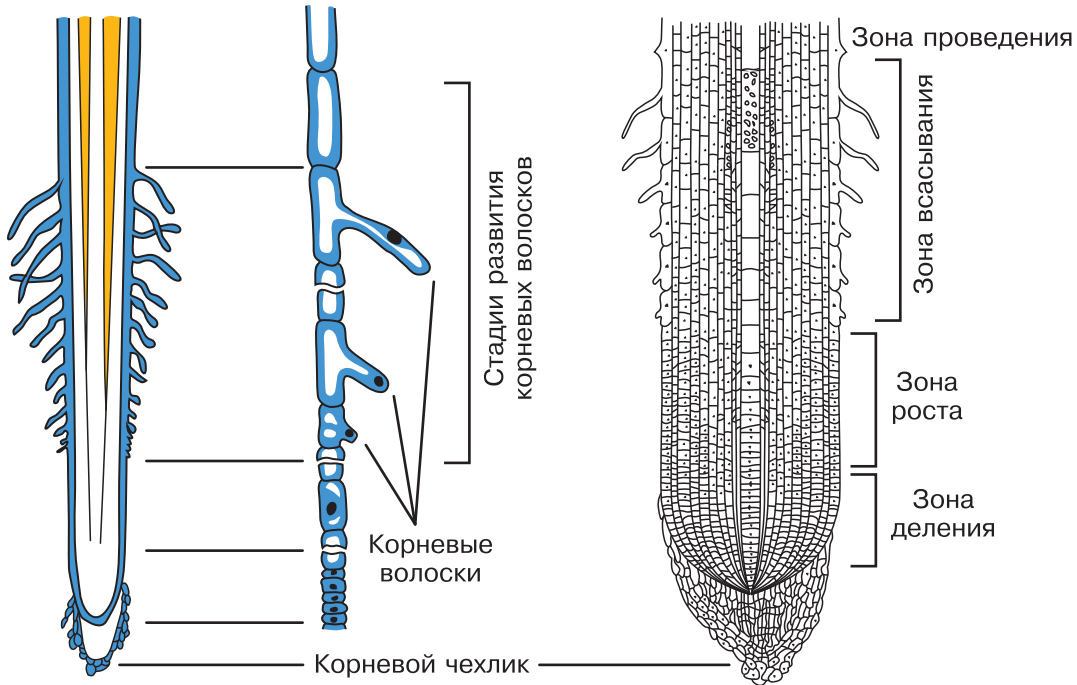 Зона проведения
Зона всасывания
Стадии развития
корневых волосков
Зона
роста
Зона
деления
Корневые
волоски
Корневой чехлик